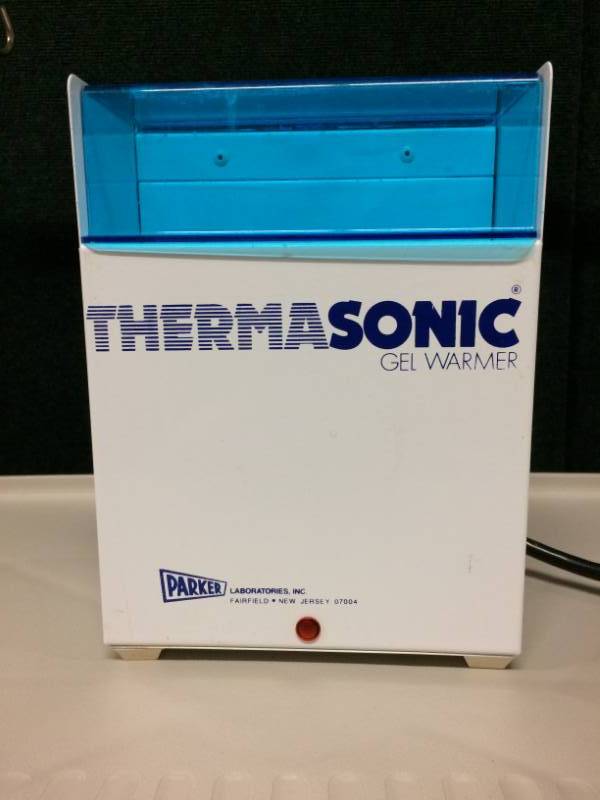 THERMASONIC®
GEL WARMER
PARKER
LABORATORIES, INC.
FAIRFIELD • NEW JERSEY 07004